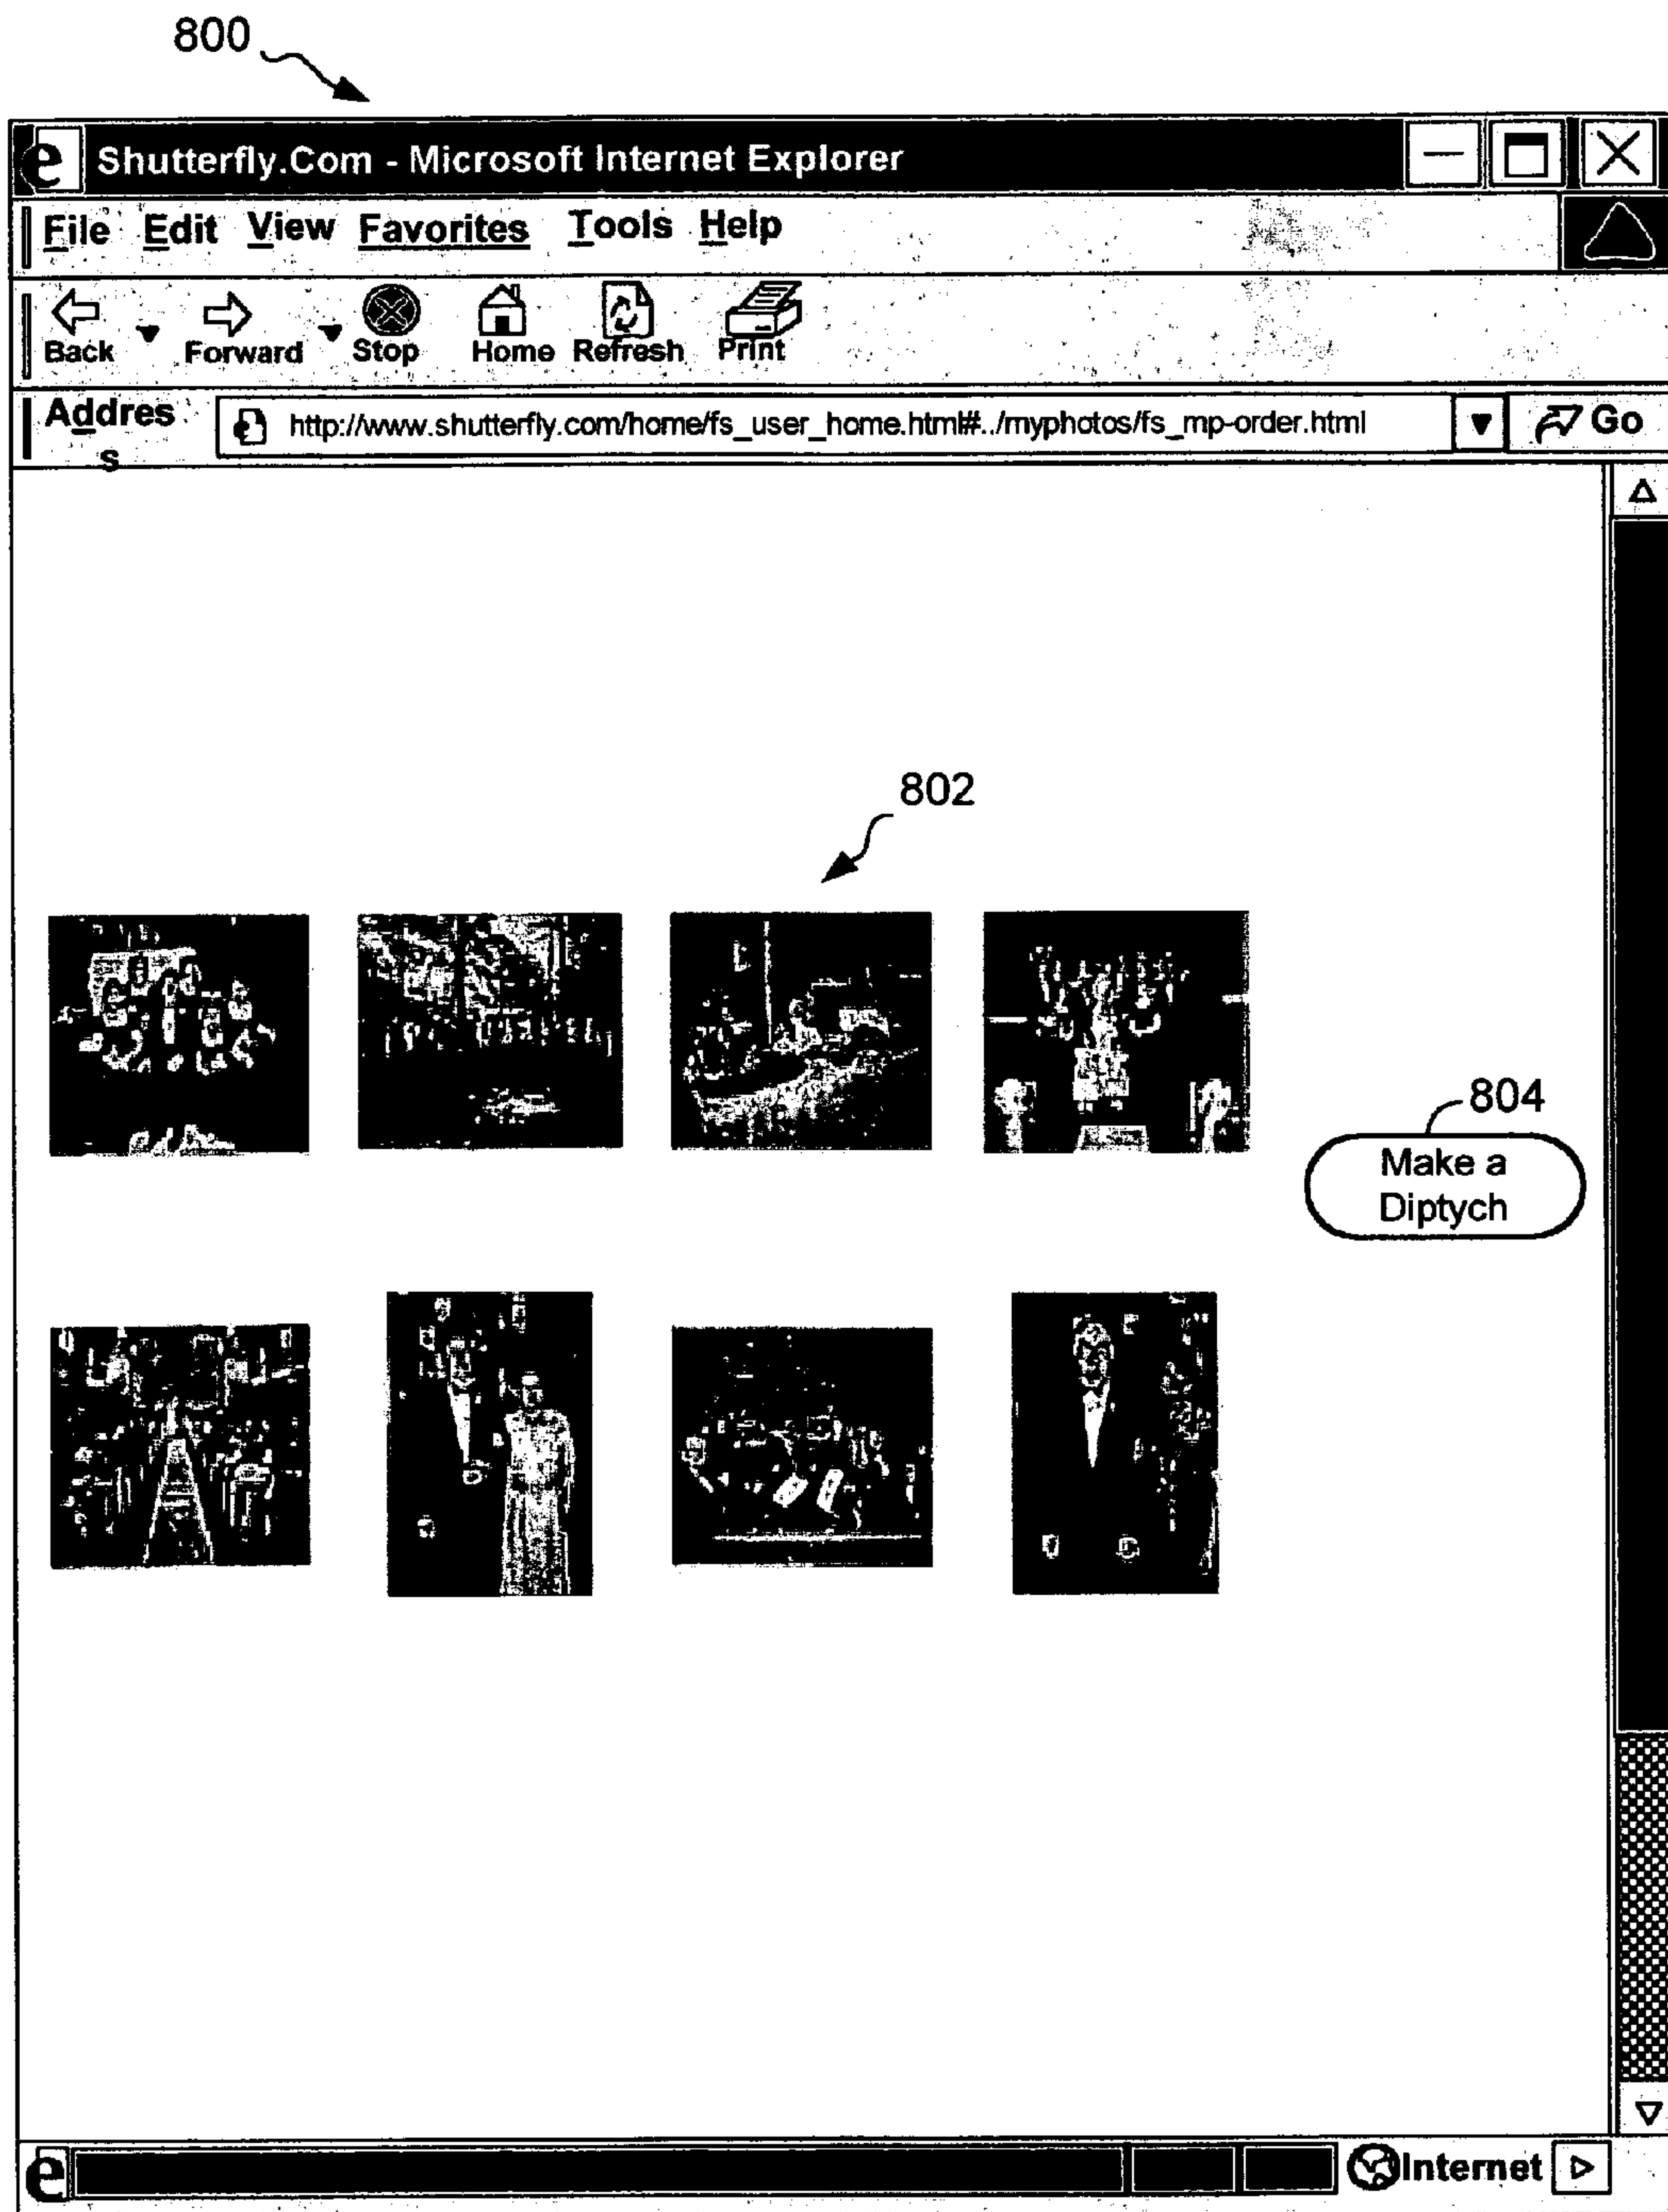 800
Shutterfly.Com - Microsoft Internet Explorer
File Edit View Favorites Tools Help
Back Forward Stop Home Refresh Print
Addres
s
http://www.shutterfly.com/home/fs_user_home.html#../myphotos/fs_mp-order.html
Go
802
804
Make a
Diptych
Internet